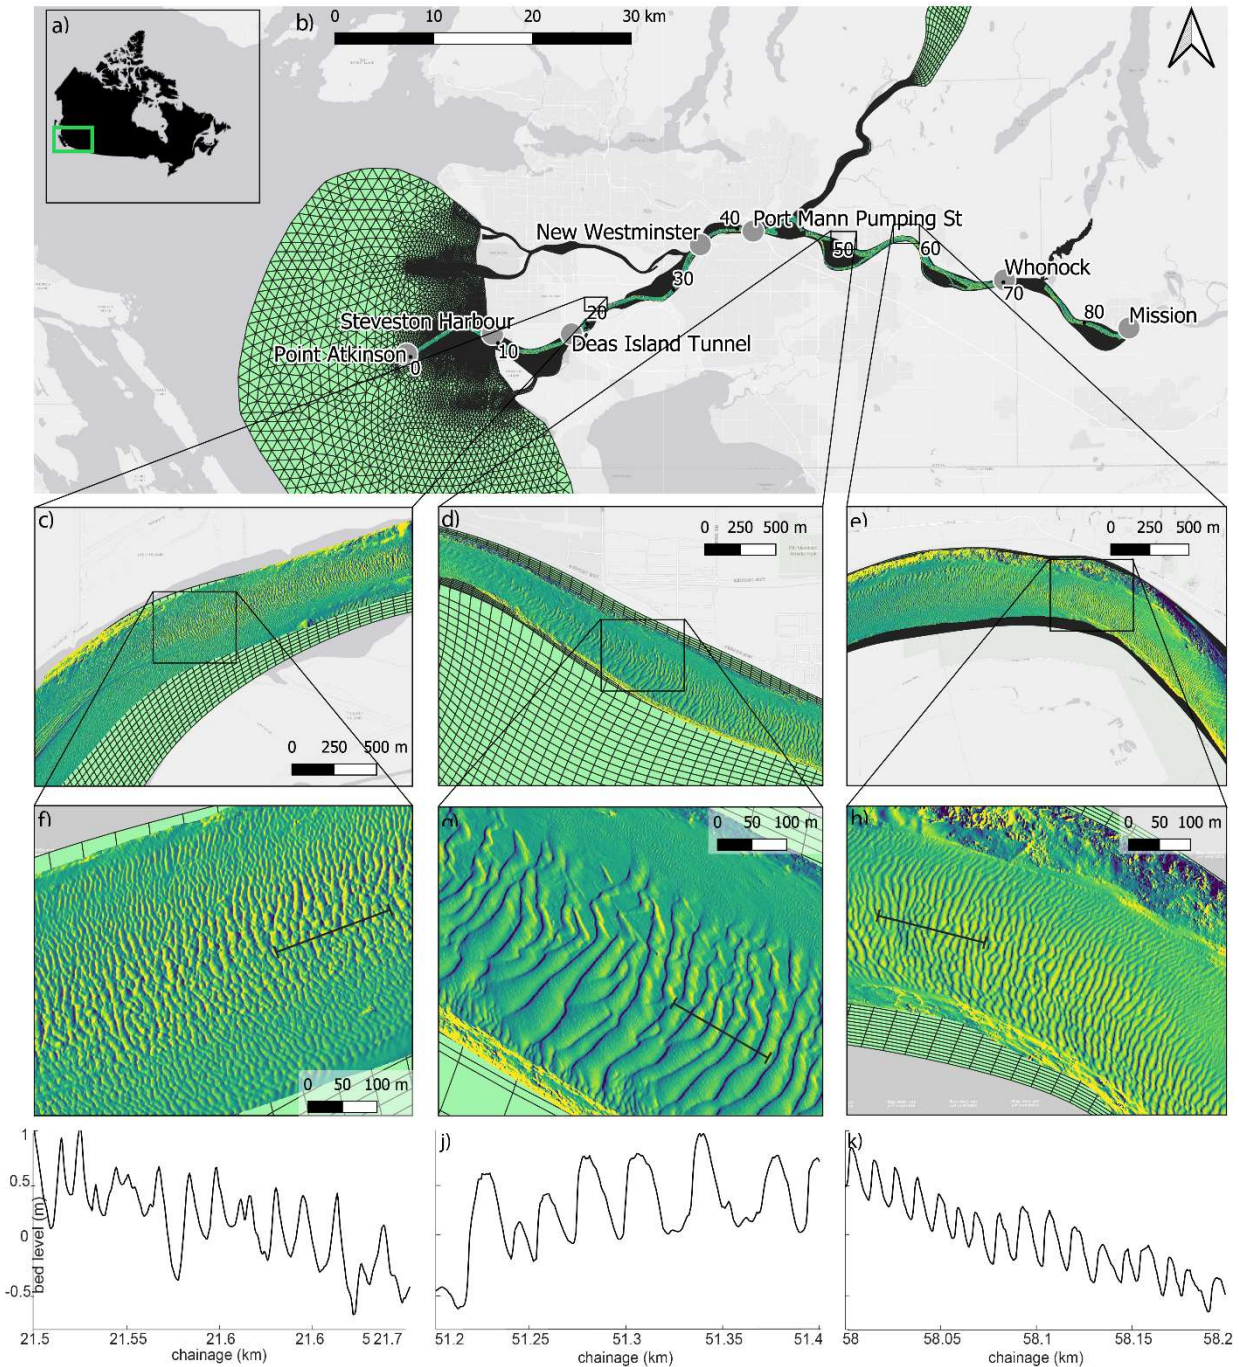 a)
b)
0 10 20 30 km
New Westminster
40
Port Mann Pumping St
50
60
30
Whonock
70
20
Steveston Harbour
80
Mission
Point Atkinson
10
Deas Island Tunnel
0
c)
0 250 500 m
d)
0 250 500 m
e)
0 250 500 m
f)
0 50 100 m
g)
0 50 100 m
h)
0 50 100 m
1
0.5
0
-0.5
bed level (m)
21.5 21.55 21.6 21.6 5 21.7
chainage (km)
j)
51.2 51.25 51.3 51.35 51.4
chainage (km)
k)
58 58.05 58.1 58.15 58.2
chainage (km)